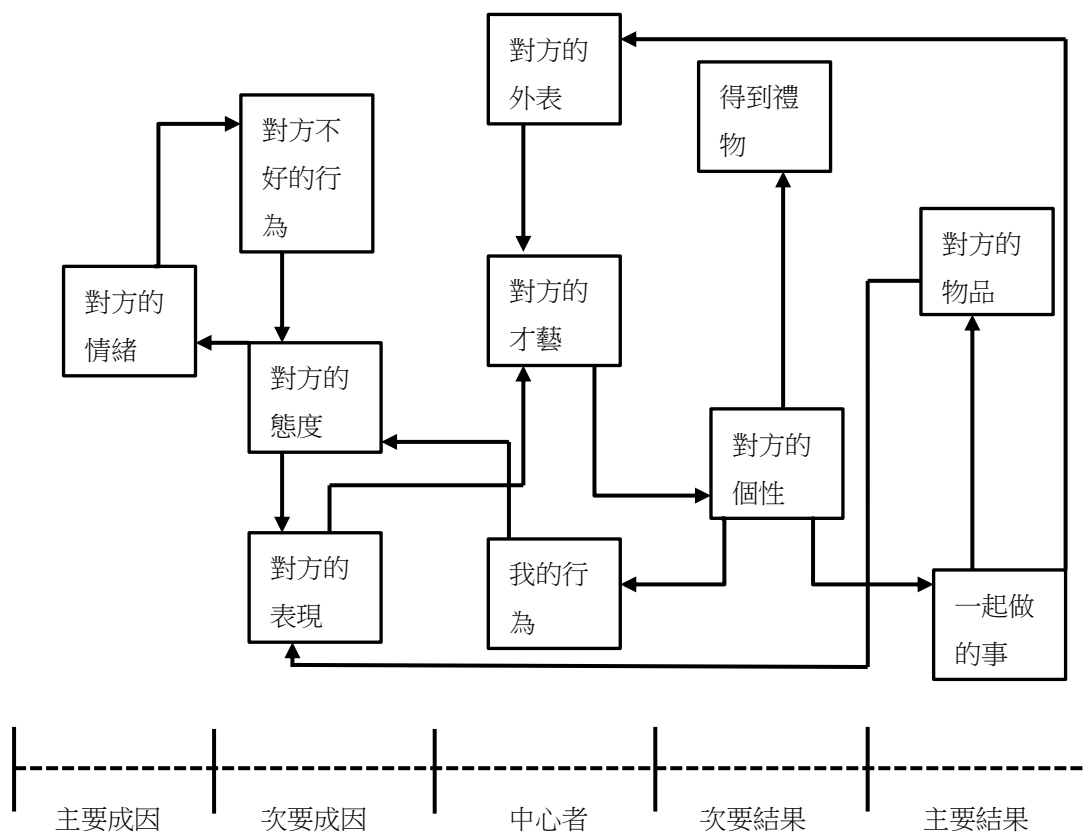 對方的
外表
得到禮
物
對方不
好的行
為
對方的
物品
對方的
情緒
對方的
才藝
對方的
態度
對方的
個性
對方的
表現
我的行
為
一起做
的事
主要成因
次要成因
中心者
次要結果
主要結果